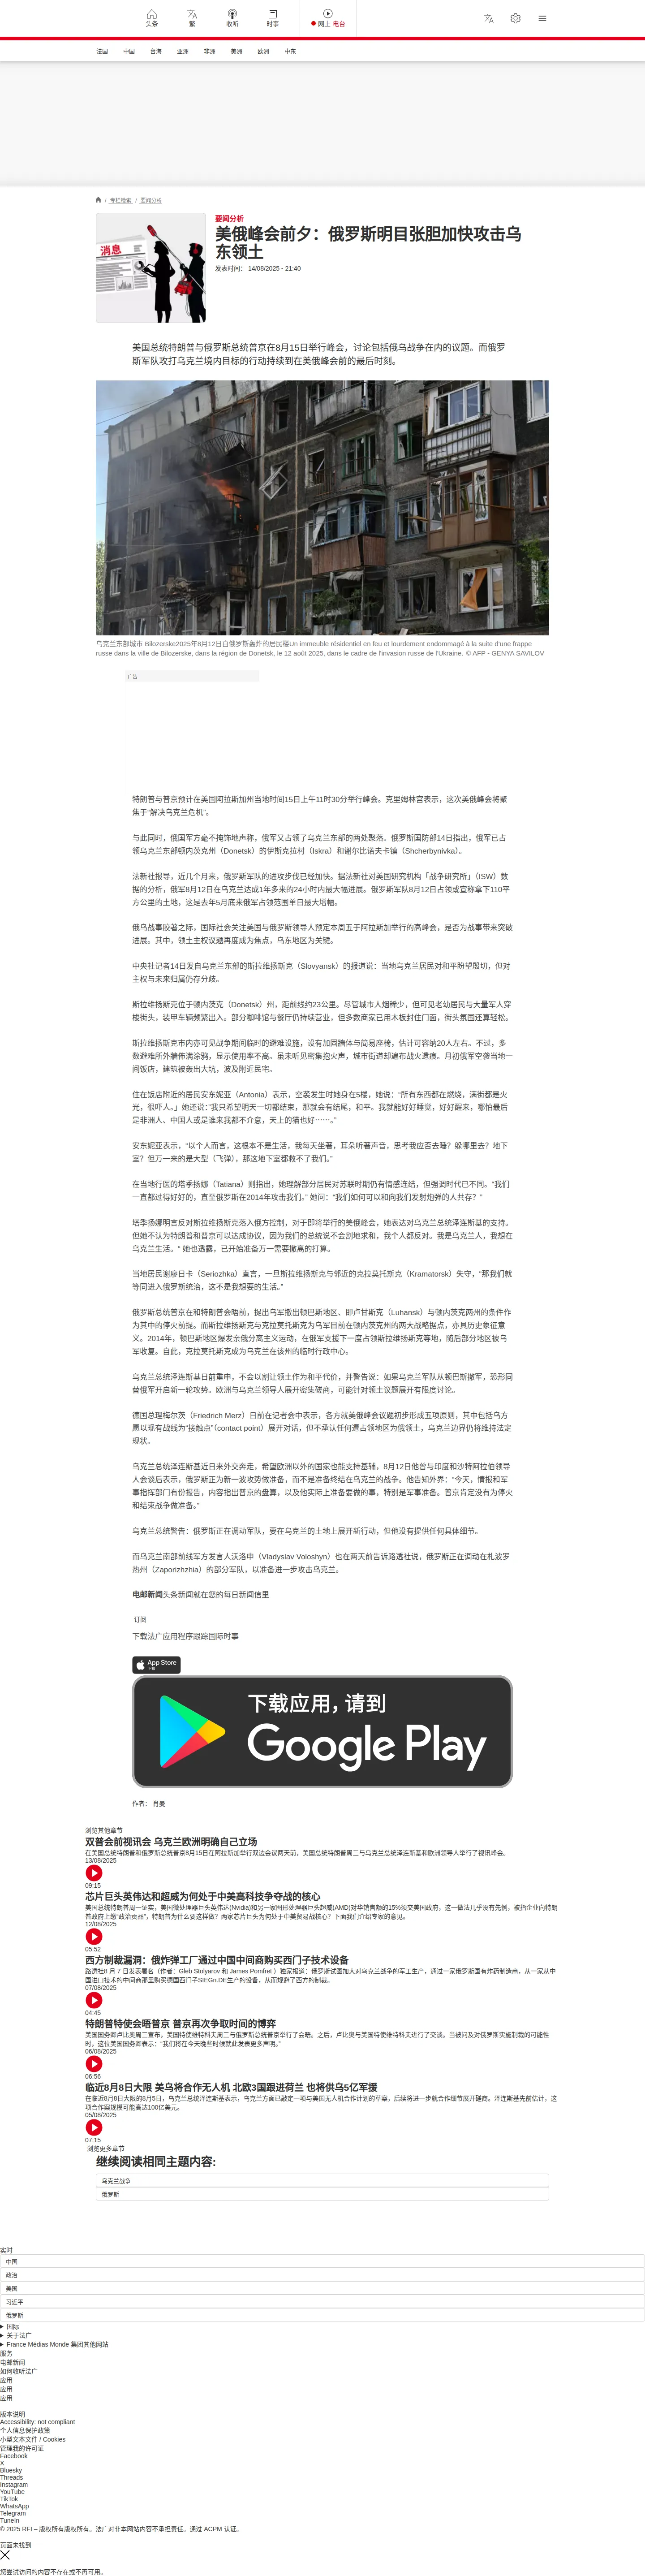 头条
繁
收听
时事
网上 电台
法国
中国
台海
亚洲
非洲
美洲
欧洲
中东
/ 专栏检索 / 要闻分析
消息
要闻分析
美俄峰会前夕：俄罗斯明目张胆加快攻击乌
东领土
发表时间： 14/08/2025 - 21:40
美国总统特朗普与俄罗斯总统普京在8月15日举行峰会，讨论包括俄乌战争在内的议题。而俄罗
斯军队攻打乌克兰境内目标的行动持续到在美俄峰会前的最后时刻。
乌克兰东部城市 Bilozerske2025年8月12日白俄罗斯轰炸的居民楼Un immeuble résidentiel en feu et lourdement endommagé à la suite d'une frappe
russe dans la ville de Bilozerske, dans la région de Donetsk, le 12 août 2025, dans le cadre de l'invasion russe de l'Ukraine. © AFP - GENYA SAVILOV
广告
特朗普与普京预计在美国阿拉斯加州当地时间15日上午11时30分举行峰会。克里姆林宫表示，这次美俄峰会将聚
焦于“解决乌克兰危机”。
与此同时，俄国军方毫不掩饰地声称，俄军又占领了乌克兰东部的两处聚落。俄罗斯国防部14日指出，俄军已占
领乌克兰东部顿内茨克州（Donetsk）的伊斯克拉村（Iskra）和谢尔比诺夫卡镇（Shcherbynivka）。
法新社报导，近几个月来，俄罗斯军队的进攻步伐已经加快。据法新社对美国研究机构「战争研究所」（ISW）数
据的分析，俄军8月12日在乌克兰达成1年多来的24小时内最大幅进展。俄罗斯军队8月12日占领或宣称拿下110平
方公里的土地，这是去年5月底来俄军占领范围单日最大增幅。
俄乌战事胶著之际，国际社会关注美国与俄罗斯领导人预定本周五于阿拉斯加举行的高峰会，是否为战事带来突破
进展。其中，领土主权议题再度成为焦点，乌东地区为关键。
中央社记者14日发自乌克兰东部的斯拉维扬斯克（Slovyansk）的报道说：当地乌克兰居民对和平盼望殷切，但对
主权与未来归属仍存分歧。
斯拉维扬斯克位于顿内茨克（Donetsk）州，距前线约23公里。尽管城市人烟稀少，但可见老幼居民与大量军人穿
梭街头，装甲车辆频繁出入。部分咖啡馆与餐厅仍持续营业，但多数商家已用木板封住门面，街头氛围还算轻松。
斯拉维扬斯克市内亦可见战争期间临时的避难设施，设有加固牆体与简易座椅，估计可容纳20人左右。不过，多
数避难所外牆佈满涂鸦，显示使用率不高。虽未听见密集抱火声，城市街道却遍布战火遗痕。月初俄军空袭当地一
间饭店，建筑被轰出大坑，波及附近民宅。
住在饭店附近的居民安东妮亚（Antonia）表示，空袭发生时她身在5楼，她说：“所有东西都在燃烧，满街都是火
光，很吓人。」她还说：”我只希望明天一切都结束，那就会有结尾，和平。我就能好好睡觉，好好醒来，哪怕最后
是非洲人、中国人或是谁来我都不介意，天上的猫也好⋯⋯。”
安东妮亚表示，“以个人而言，这根本不是生活，我每天坐著，耳朵听著声音，思考我应否去睡？躲哪里去？地下
室？但万一来的是大型（飞弹），那这地下室都救不了我们。”
在当地行医的塔季扬娜（Tatiana）则指出，她理解部分居民对苏联时期仍有情感连结，但强调时代已不同。“我们
一直都过得好好的，直至俄罗斯在2014年攻击我们。” 她问：“我们如何可以和向我们发射炮弹的人共存？ ”
塔季扬娜明言反对斯拉维扬斯克落入俄方控制，对于即将举行的美俄峰会，她表达对乌克兰总统泽连斯基的支持。
但她不认为特朗普和普京可以达成协议，因为我们的总统说不会割地求和，我个人都反对。我是乌克兰人，我想在
乌克兰生活。“ 她也透露，已开始准备万一需要撤离的打算。
当地居民谢廖日卡（Seriozhka）直言，一旦斯拉维扬斯克与邻近的克拉莫托斯克（Kramatorsk）失守，“那我们就
等同进入俄罗斯统治，这不是我想要的生活。”
俄罗斯总统普京在和特朗普会晤前，提出乌军撤出顿巴斯地区、即卢甘斯克（Luhansk）与顿内茨克两州的条件作
为其中的停火前提。而斯拉维扬斯克与克拉莫托斯克为乌军目前在顿内茨克州的两大战略据点，亦具历史象征意
义。2014年，顿巴斯地区爆发亲俄分离主义运动，在俄军支援下一度占领斯拉维扬斯克等地，随后部分地区被乌
军收复。自此，克拉莫托斯克成为乌克兰在该州的临时行政中心。
乌克兰总统泽连斯基日前重申，不会以割让领土作为和平代价，并警告说：如果乌克兰军队从顿巴斯撤军，恐形同
替俄军开启新一轮攻势。欧洲与乌克兰领导人展开密集磋商，可能针对领土议题展开有限度讨论。
德国总理梅尔茨（Friedrich Merz）日前在记者会中表示，各方就美俄峰会议题初步形成五项原则，其中包括乌方
愿以现有战线为“接触点”（contact point）展开对话，但不承认任何遭占领地区为俄领土，乌克兰边界仍将维持法定
现状。
乌克兰总统泽连斯基近日来外交奔走，希望欧洲以外的国家也能支持基辅，8月12日他曾与印度和沙特阿拉伯领导
人会谈后表示，俄罗斯正为新一波攻势做准备，而不是准备终结在乌克兰的战争。他告知外界：“今天，情报和军
事指挥部门有份报告，内容指出普京的盘算，以及他实际上准备要做的事，特别是军事准备。普京肯定没有为停火
和结束战争做准备。”
乌克兰总统警告：俄罗斯正在调动军队，要在乌克兰的土地上展开新行动，但他没有提供任何具体细节。
而乌克兰南部前线军方发言人沃洛申（Vladyslav Voloshyn）也在两天前告诉路透社说，俄罗斯正在调动在札波罗
热州（Zaporizhzhia）的部分军队，以准备进一步攻击乌克兰。
电邮新闻头条新闻就在您的每日新闻信里
订阅
下载法广应用程序跟踪国际时事
App Store
下载
下载应用，请到
Google Play
作者： 肖曼
浏览其他章节
双普会前视讯会 乌克兰欧洲明确自己立场
在美国总统特朗普和俄罗斯总统普京8月15日在阿拉斯加举行双边会议两天前，美国总统特朗普周三与乌克兰总统泽连斯基和欧洲领导人举行了视讯峰会。
13/08/2025
09:15
芯片巨头英伟达和超威为何处于中美高科技争夺战的核心
美国总统特朗普周一证实，美国微处理器巨头英伟达(Nvidia)和另一家图形处理器巨头超威(AMD)对华销售额的15%须交美国政府，这一做法几乎没有先例，被指企业向特朗
普政府上缴“政治贡品”，特朗普为什么要这样做？两家芯片巨头为何处于中美贸易战核心？下面我们介绍专家的意见。
12/08/2025
05:52
西方制裁漏洞：俄炸弹工厂通过中国中间商购买西门子技术设备
路透社8 月 7 日发表署名（作者：Gleb Stolyarov 和 James Pomfret ）独家报道：俄罗斯试图加大对乌克兰战争的军工生产，通过一家俄罗斯国有炸药制造商，从一家从中
国进口技术的中间商那里购买德国西门子SIEGn.DE生产的设备，从而规避了西方的制裁。
07/08/2025
04:45
特朗普特使会晤普京 普京再次争取时间的博弈
美国国务卿卢比奥周三宣布，美国特使维特科夫周三与俄罗斯总统普京举行了会晤。之后，卢比奥与美国特使维特科夫进行了交谈。当被问及对俄罗斯实施制裁的可能性
时，这位美国国务卿表示：“我们将在今天晚些时候就此发表更多声明。”
06/08/2025
06:56
临近8月8日大限 美乌将合作无人机 北欧3国跟进荷兰 也将供乌5亿军援
在临近8月8日大限的8月5日，乌克兰总统泽连斯基表示，乌克兰方面已敲定一项与美国无人机合作计划的草案，后续将进一步就合作细节展开磋商。泽连斯基先前估计，这
项合作案规模可能高达100亿美元。
05/08/2025
07:15
浏览更多章节
继续阅读相同主题内容:
乌克兰战争
俄罗斯
实时
中国
政治
美国
习近平
俄罗斯
国际
关于法广
France Médias Monde 集团其他网站
服务
电邮新闻
如何收听法广
应用
应用
应用
版本说明
Accessibility: not compliant
个人信息保护政策
小型文本文件 / Cookies
管理我的许可证
Facebook
X
Bluesky
Threads
Instagram
YouTube
TikTok
WhatsApp
Telegram
TuneIn
© 2025 RFI – 版权所有版权所有。法广对非本网站内容不承担责任。通过 ACPM 认证。
页面未找到
您尝试访问的内容不存在或不再可用。